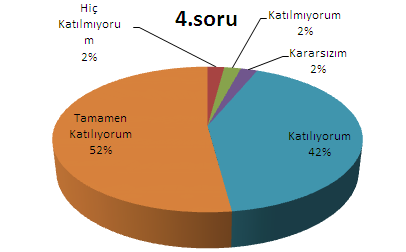 4.soru
Hiç
Katılmıyoru
m
2%
Katılmıyorum
2%
Kararsızım
2%
Katılıyorum
42%
Tamamen
Katılıyorum
52%